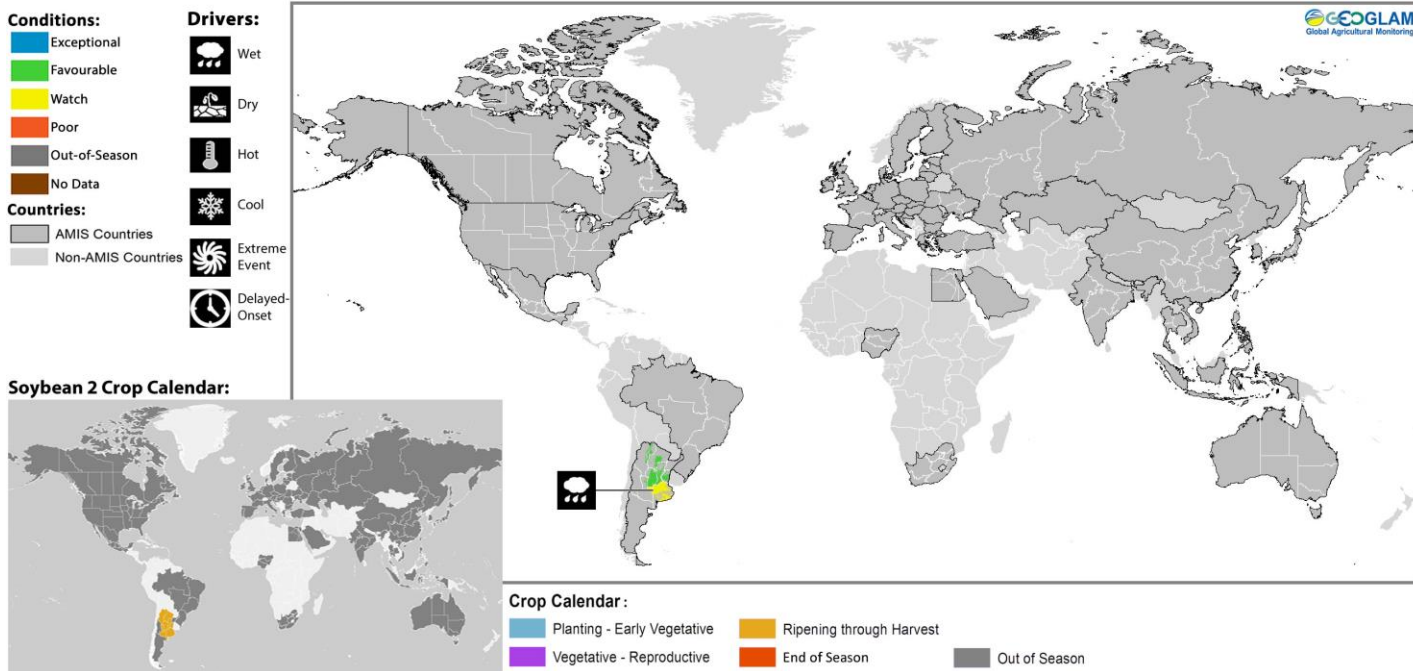 Conditions:
Exceptional
Favourable
Watch
Poor
Out-of-Season
No Data
Countries:
AMIS Countries
Non-AMIS Countries
Drivers:
Wet
Dry
Hot
Cool
Extreme
Event
Delayed-
Onset
GEOGLAM
Global Agricultural Monitoring
Soybean 2 Crop Calendar:
Crop Calendar :
Planting - Early Vegetative
Vegetative - Reproductive
Ripening through Harvest
End of Season
Out of Season